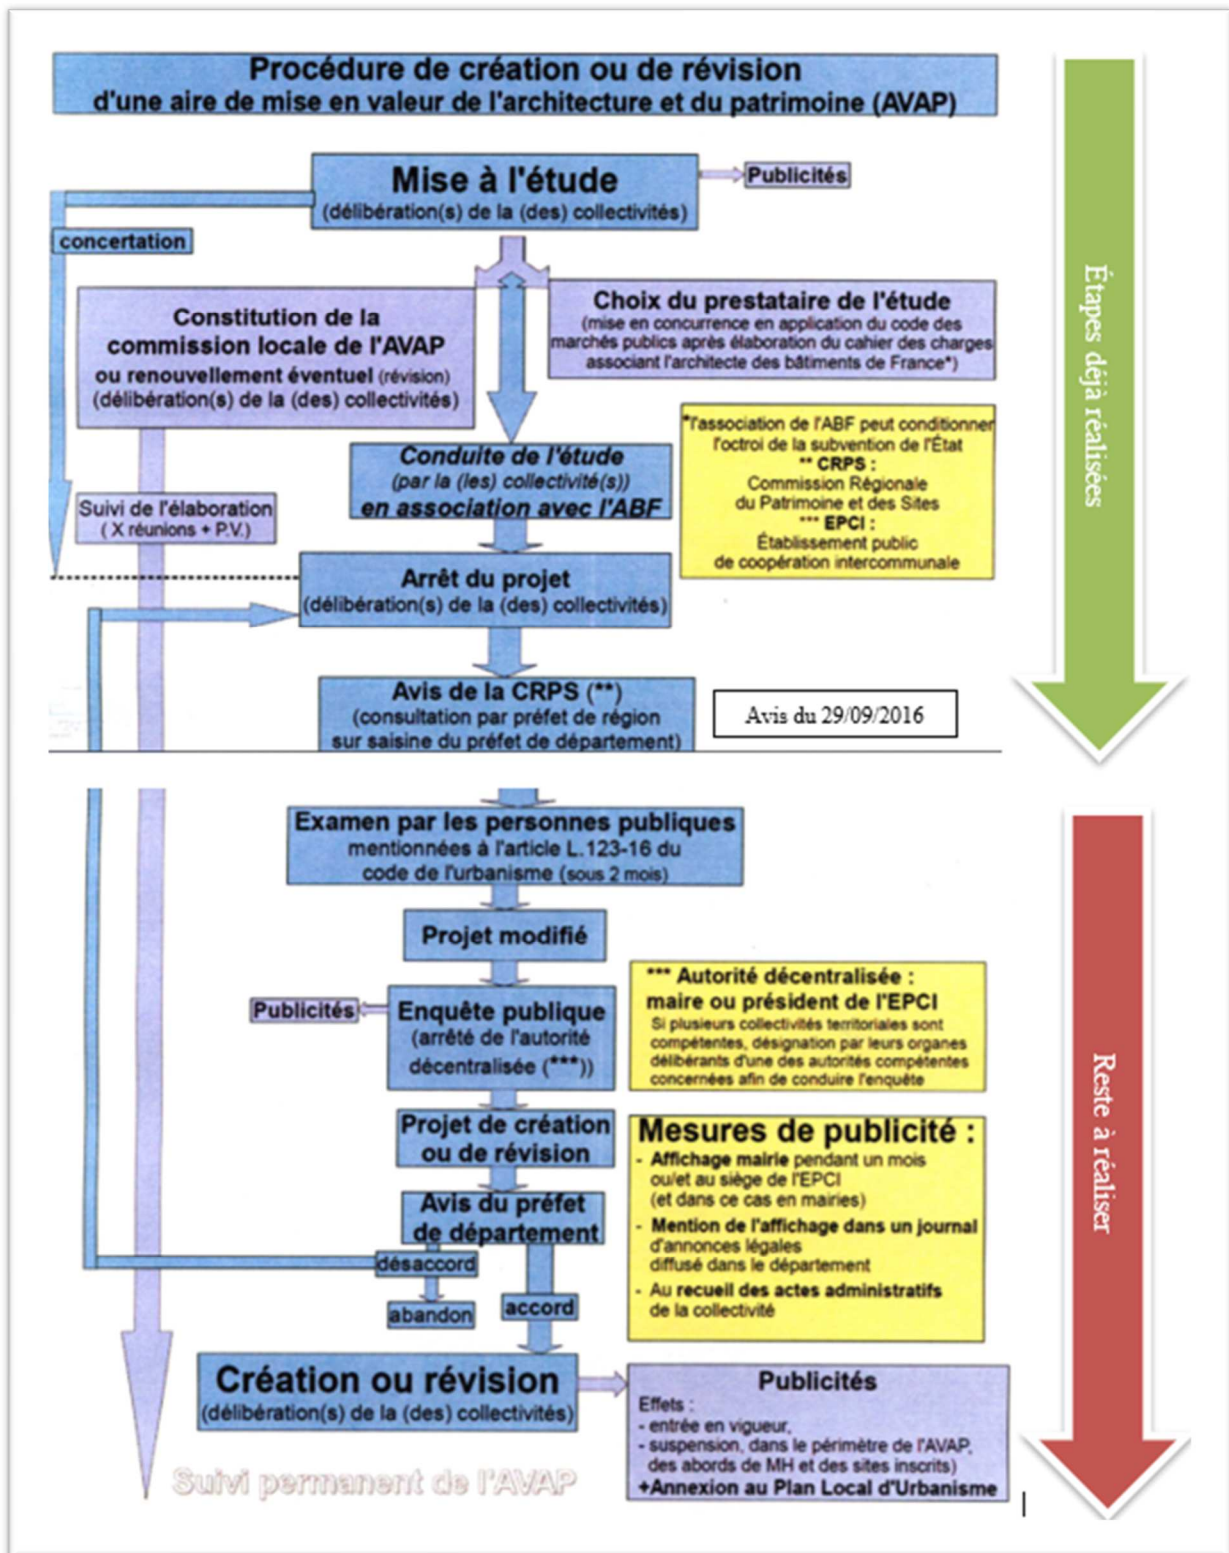 Procédure de création ou de révision
d'une aire de mise en valeur de l'architecture et du patrimoine (AVAP)
Mise à l'étude
(délibération(s) de la (des) collectivités)
Publicités
concertation
Constitution de la
commission locale de l'AVAP
ou renouvellement éventuel (révision)
(délibération(s) de la (des) collectivités)
Choix du prestataire de l'étude
(mise en concurrence en application du code des
marchés publics après élaboration du cahier des charges
associant l'architecte des bâtiments de France*)
*l'association de l'ABF peut conditionner
l'octroi de la subvention de l'État
** CRPS :
Commission Régionale
du Patrimoine et des Sites
*** EPCI :
Établissement public
de coopération intercommunale
Conduite de l'étude
(par la (les) collectivité(s))
en association avec l'ABF
Suivi de l'élaboration
( X réunions + P.V.)
Arrêt du projet
(délibération(s) de la (des) collectivités)
Avis de la CRPS (**)
(consultation par préfet de région
sur saisine du préfet de département)
Avis du 29/09/2016
Étapes déjà réalisées
Examen par les personnes publiques
mentionnées à l'article L.123-16 du
code de l'urbanisme (sous 2 mois)
Projet modifié
Publicités
Enquête publique
(arrêté de l'autorité
décentralisée (***))
*** Autorité décentralisée :
maire ou président de l'EPCI
Si plusieurs collectivités territoriales sont
compétentes, désignation par leurs organes
délibérants d'une des autorités compétentes
concernées afin de conduire l'enquête
Projet de création
ou de révision
Avis du préfet
de département
désaccord
abandon
accord
Mesures de publicité :
- Affichage mairie pendant un mois
ou/et au siège de l'EPCI
(et dans ce cas en mairies)
- Mention de l'affichage dans un journal
d'annonces légales
diffusé dans le département
- Au recueil des actes administratifs
de la collectivité
Reste à réaliser
Création ou révision
(délibération(s) de la (des) collectivités)
Publicités
Effets :
- entrée en vigueur,
- suspension, dans le périmètre de l'AVAP,
des abords de MH et des sites inscrits)
+Annexion au Plan Local d'Urbanisme
Suivi permanent de l'AVAP